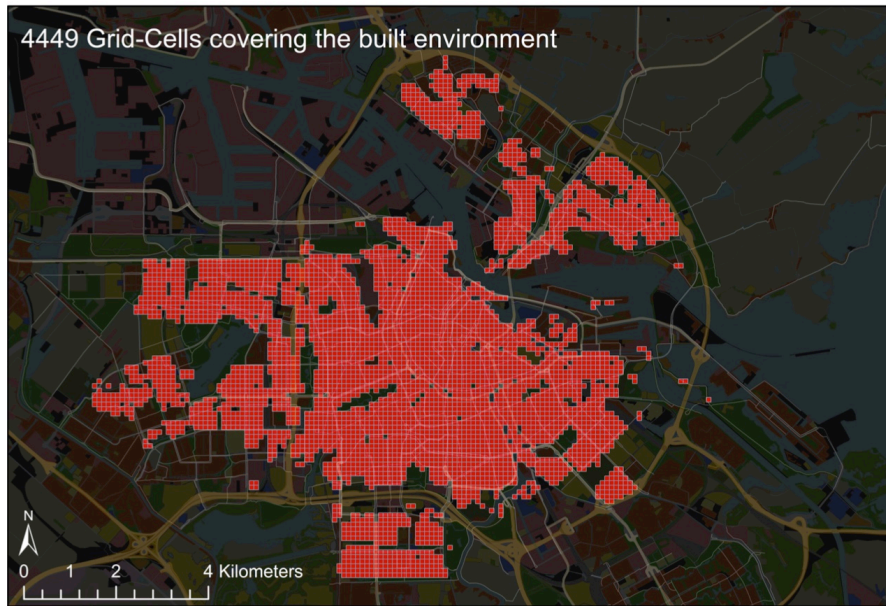 4449 Grid-Cells covering the built environment
N
0 1 2 4 Kilometers